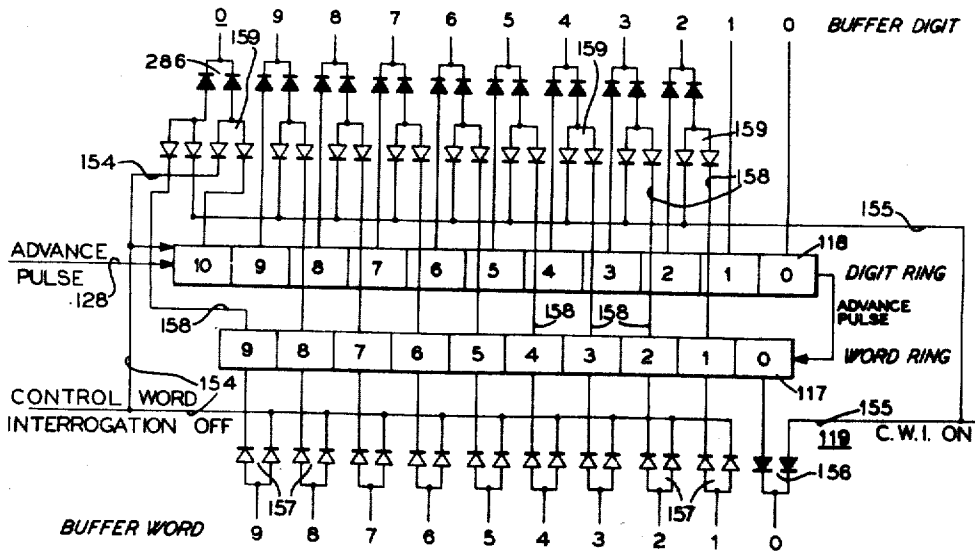 0 9 8 7 6 5 4 3 2 1 0 BUFFER DIGIT
159
286
159
159
154
158
155
ADVANCE
PULSE
128
118
10 9 8 7 6 5 4 3 2 1 0
DIGIT RING
158
158
158
ADVANCE
PULSE
9 8 7 6 5 4 3 2 1 0
WORD RING
154
117
CONTROL WORD
INTERROGATION OFF
155
119
C.W.I. ON
157
157
156
BUFFER WORD
9 8 7 6 5 4 3 2 1 0